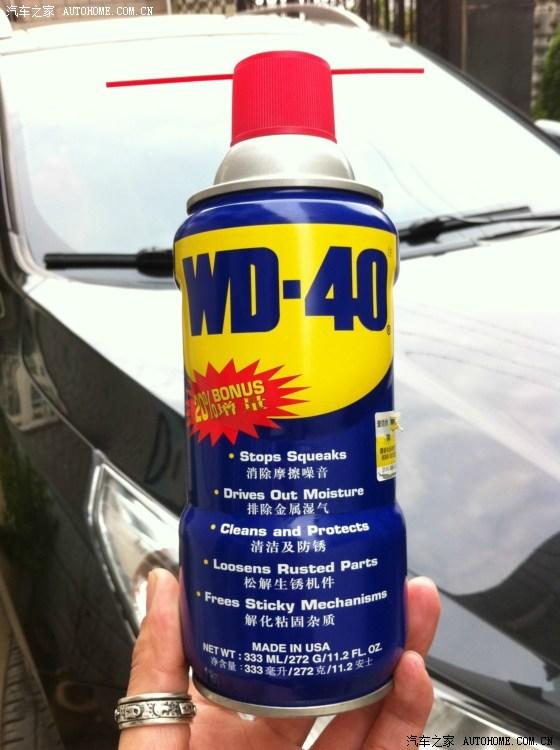 汽车之家 AUTOHOME.COM.CN
WD-40
®
20% BONUS
增量
• Stops Squeaks
消除摩擦噪音
• Drives Out Moisture
排除金属湿气
• Cleans and Protects
清洁及防锈
• Loosens Rusted Parts
松解生锈机件
• Frees Sticky Mechanisms
解化粘固杂质
MADE IN USA
NET WT : 333 ML/272 G/11.2 FL. OZ.
净含量: 333 毫升/272 克/11.2 安士
汽车之家 AUTOHOME.COM.CN